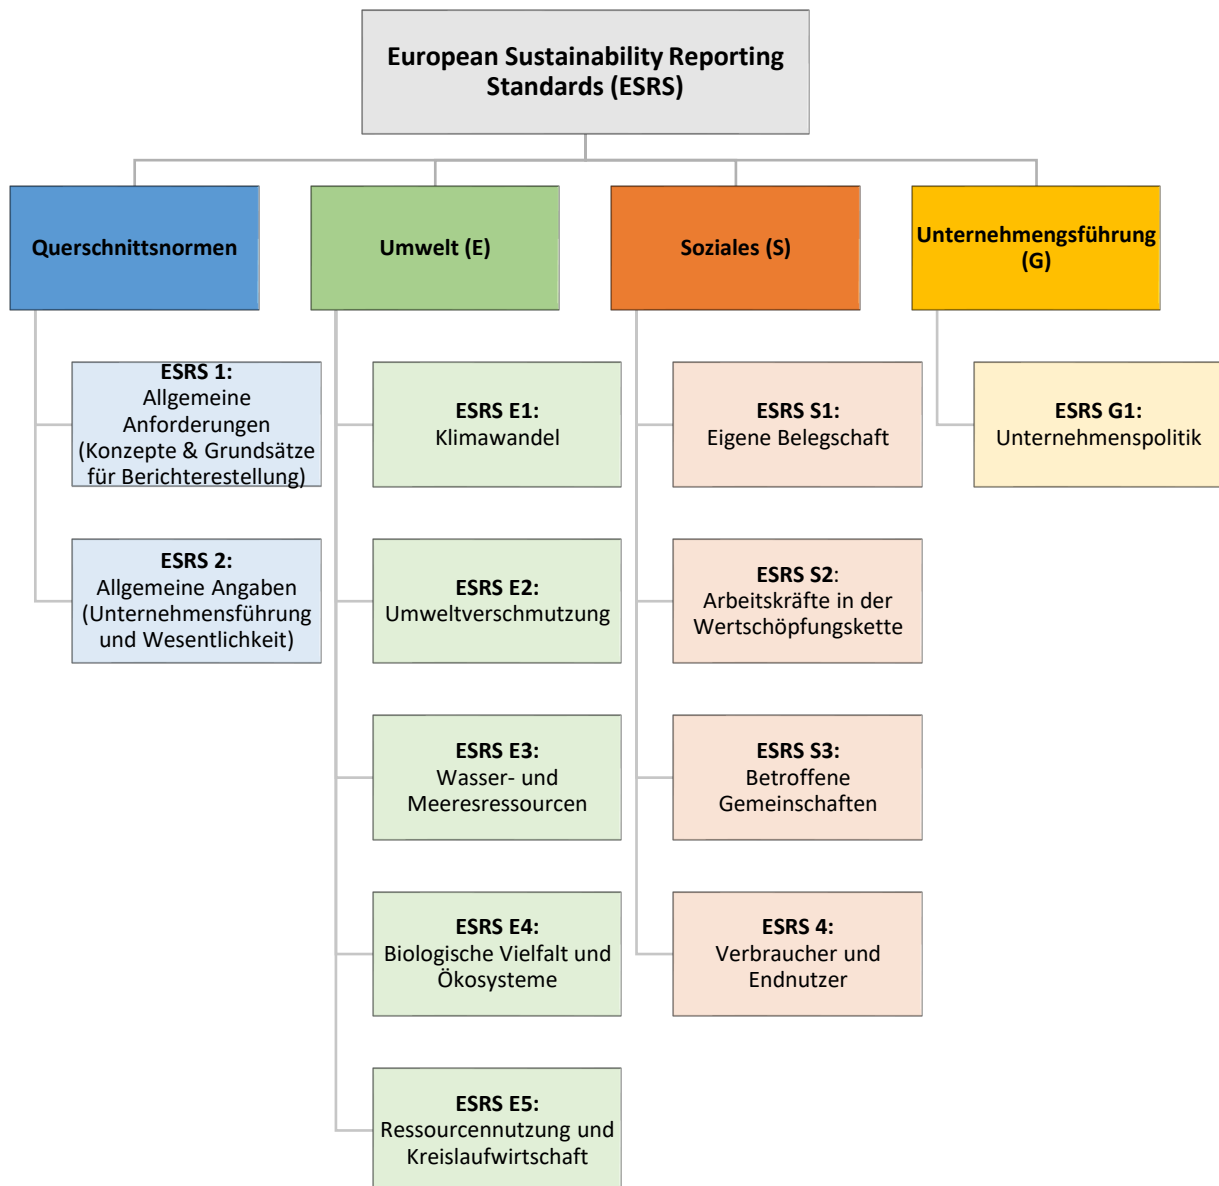 European Sustainability Reporting
Standards (ESRS)
Querschnittsnormen
ESRS 1:
Allgemeine
Anforderungen
(Konzepte & Grundsätze
für Berichterestellung)
ESRS 2:
Allgemeine Angaben
(Unternehmensführung
und Wesentlichkeit)
Umwelt (E)
ESRS E1:
Klimawandel
ESRS E2:
Umweltverschmutzung
ESRS E3:
Wasser- und
Meeresressourcen
ESRS E4:
Biologische Vielfalt und
Ökosysteme
ESRS E5:
Ressourcennutzung und
Kreislaufwirtschaft
Soziales (S)
ESRS S1:
Eigene Belegschaft
ESRS S2:
Arbeitskräfte in der
Wertschöpfungskette
ESRS S3:
Betroffene
Gemeinschaften
ESRS 4:
Verbraucher und
Endnutzer
Unternehmengsführung
(G)
ESRS G1:
Unternehmenspolitik